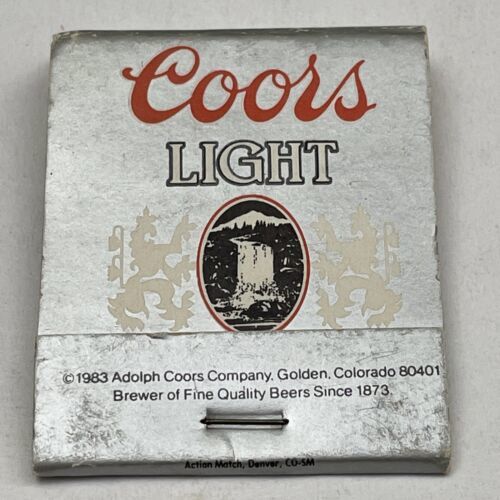 Coors
LIGHT
©1983 Adolph Coors Company, Golden, Colorado 80401
Brewer of Fine Quality Beers Since 1873.
Action Match, Denver, CO-SM